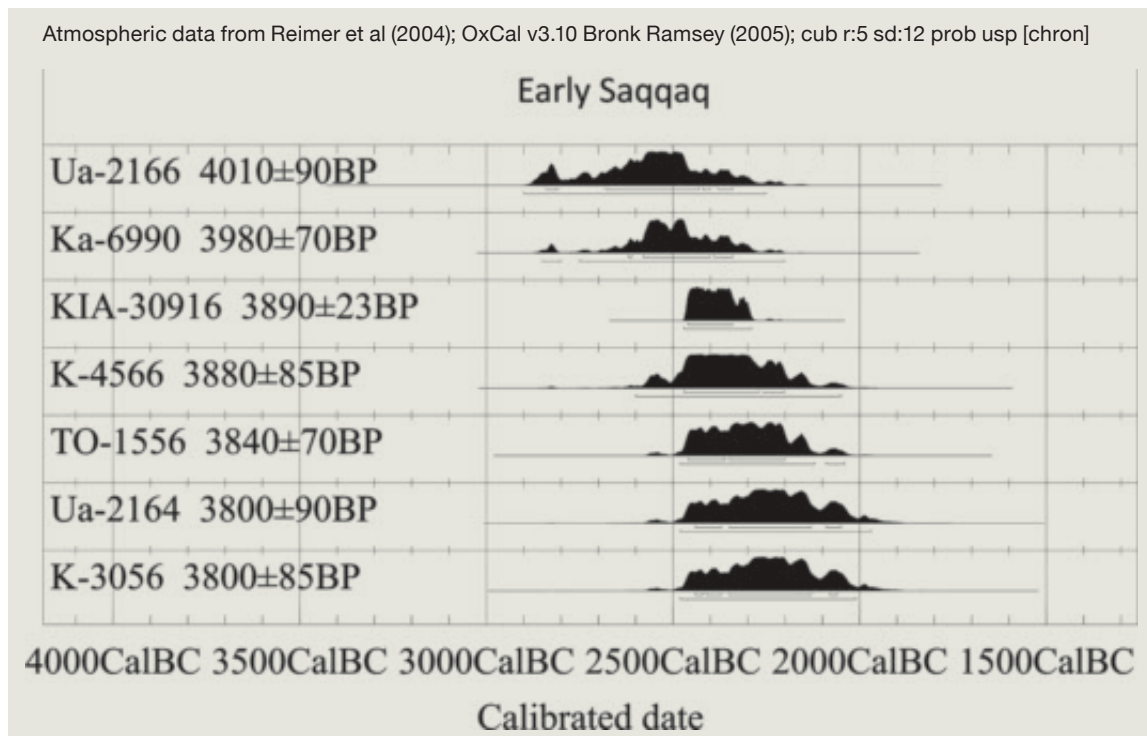 Atmospheric data from Reimer et al (2004); OxCal v3.10 Bronk Ramsey (2005); cub r:5 sd:12 prob usp [chron]
Early Saqqaq
Ua-2166 4010±90BP
Ka-6990 3980±70BP
KIA-30916 3890±23BP
K-4566 3880±85BP
TO-1556 3840±70BP
Ua-2164 3800±90BP
K-3056 3800±85BP
4000CalBC 3500CalBC 3000CalBC 2500CalBC 2000CalBC 1500CalBC
Calibrated date